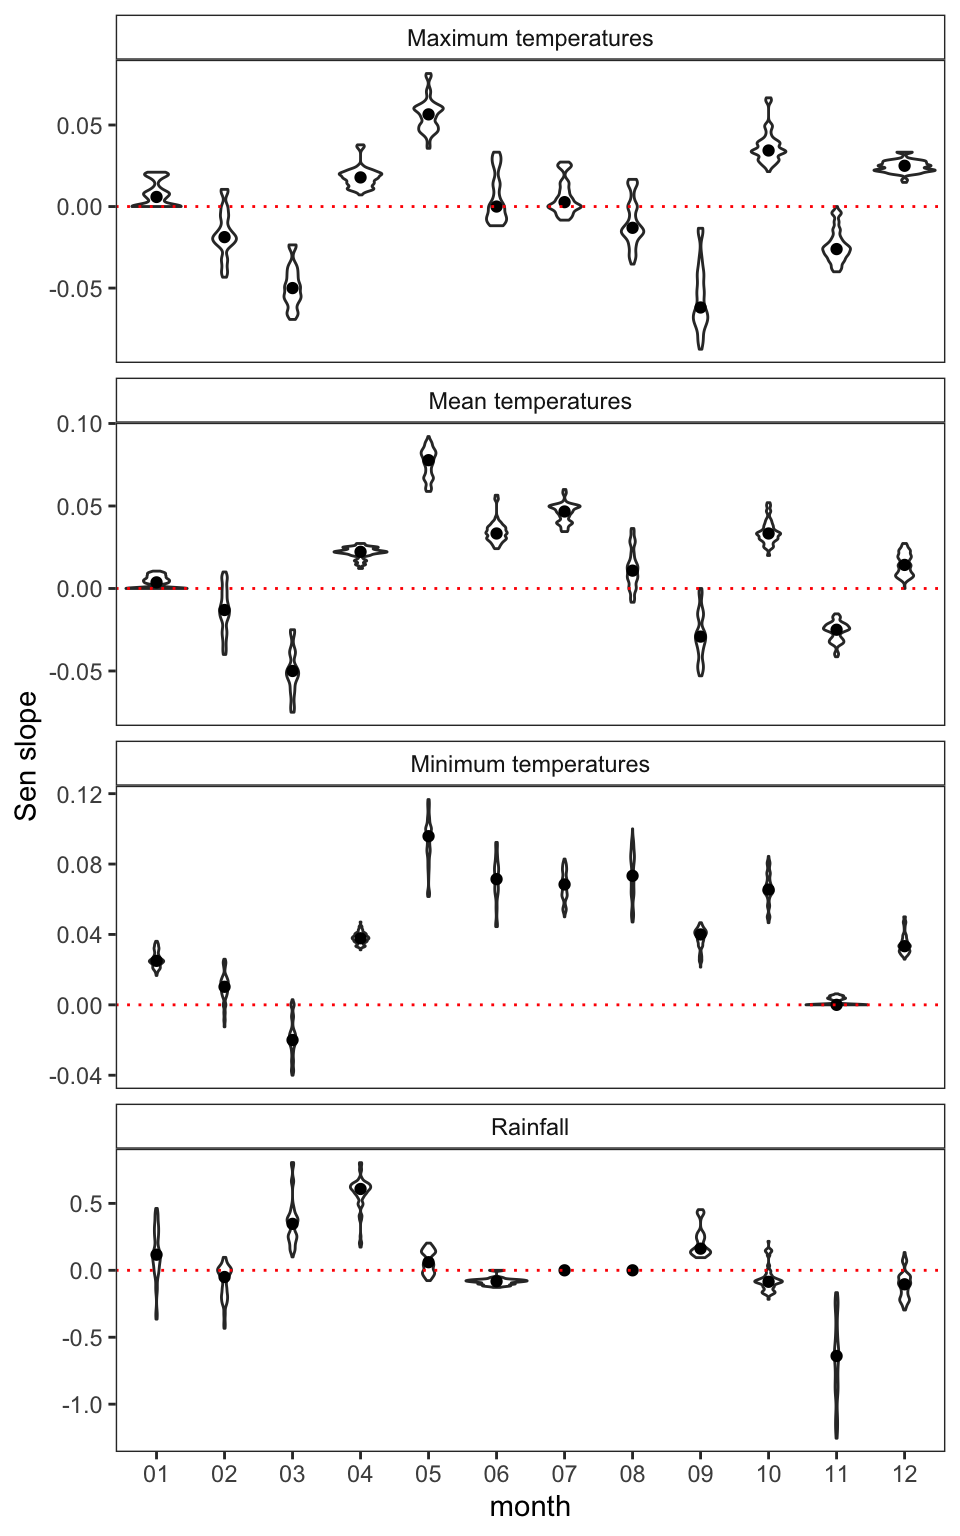 Maximum temperatures
0.05
0.00
-0.05
Mean temperatures
0.10
0.05
0.00
-0.05
Sen slope
Minimum temperatures
0.12
0.08
0.04
0.00
-0.04
Rainfall
0.5
0.0
-0.5
-1.0
01 02 03 04 05 06 07 08 09 10 11 12
month